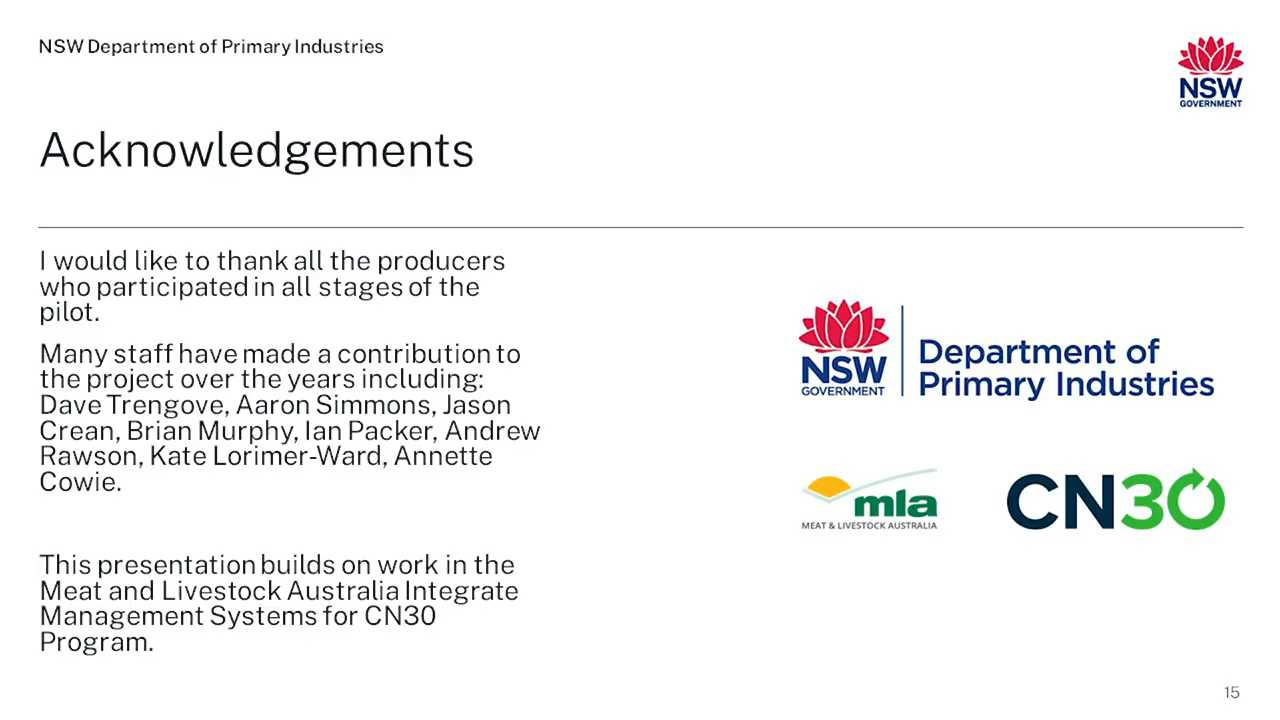 NSW Department of Primary Industries
NSW
GOVERNMENT
Acknowledgements
I would like to thank all the producers
who participated in all stages of the
pilot.
Many staff have made a contribution to
the project over the years including:
Dave Trengove, Aaron Simmons, Jason
Crean, Brian Murphy, Ian Packer, Andrew
Rawson, Kate Lorimer-Ward, Annette
Cowie.
This presentation builds on work in the
Meat and Livestock Australia Integrate
Management Systems for CN30
Program.
NSW
GOVERNMENT
Department of
Primary Industries
mla
MEAT & LIVESTOCK AUSTRALIA
CN30
15